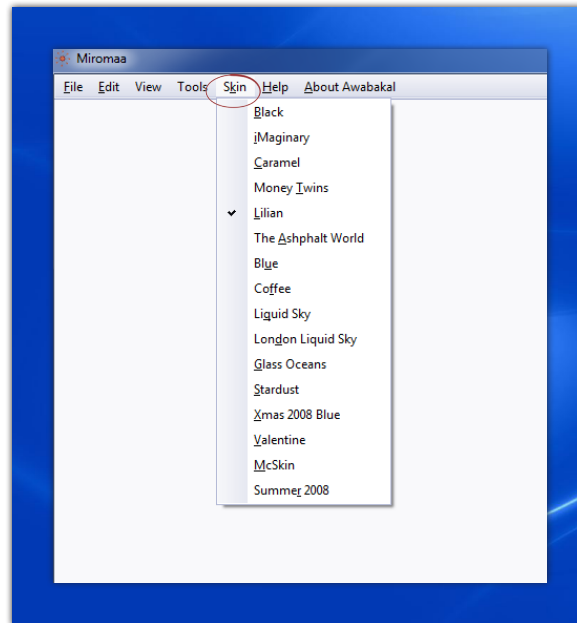 Miromaa
File Edit View Tools Skin Help About Awabakal
Black
iMaginary
Caramel
Money Twins
Lilian
The Ashphalt World
Blue
Coffee
Liquid Sky
London Liquid Sky
Glass Oceans
Stardust
Xmas 2008 Blue
Valentine
McSkin
Summer 2008